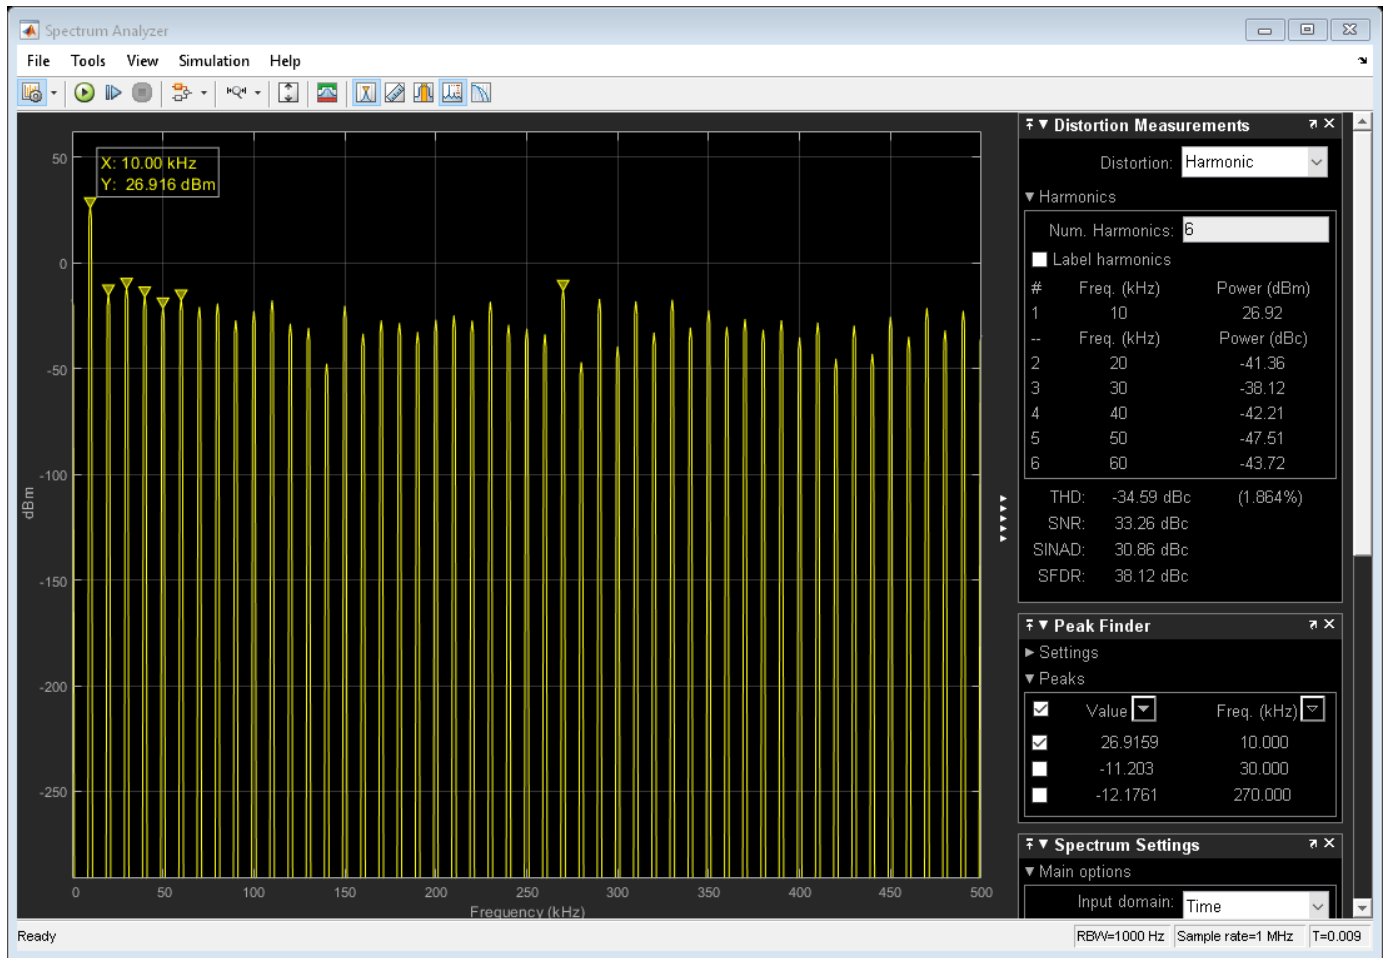 Spectrum Analyzer
File Tools View Simulation Help
X: 10.00 kHz
Y: 26.916 dBm
50
0
-50
-100
-150
-200
-250
dBm
0 50 100 150 200 250 300 350 400 450 500
Frequency (kHz)
Distortion Measurements
Distortion: Harmonic
Harmonics
Num. Harmonics: 6
Label harmonics
# Freq. (kHz) Power (dBm)
1 10 26.92
-- Freq. (kHz) Power (dBc)
2 20 -41.36
3 30 -38.12
4 40 -42.21
5 50 -47.51
6 60 -43.72
THD: -34.59 dBc (1.864%)
SNR: 33.26 dBc
SINAD: 30.86 dBc
SFDR: 38.12 dBc
Peak Finder
Settings
Peaks
Value Freq. (kHz)
26.9159 10.000
-11.203 30.000
-12.1761 270.000
Spectrum Settings
Main options
Input domain: Time
Ready
RBW=1000 Hz Sample rate=1 MHz T=0.009